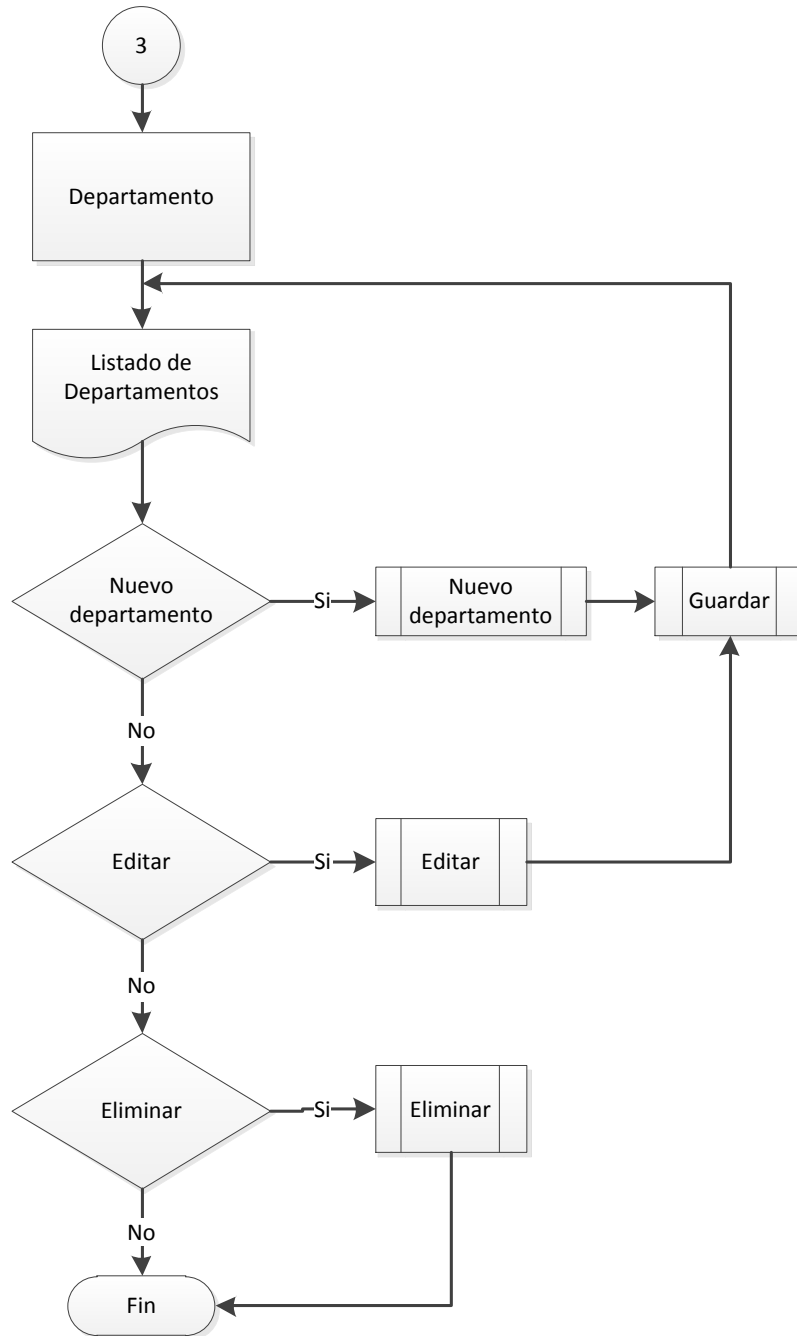 3
Departamento
Listado de
Departamentos
Nuevo
departamento
Si
Nuevo
departamento
Guardar
No
Editar
Si
Editar
No
Eliminar
Si
Eliminar
No
Fin